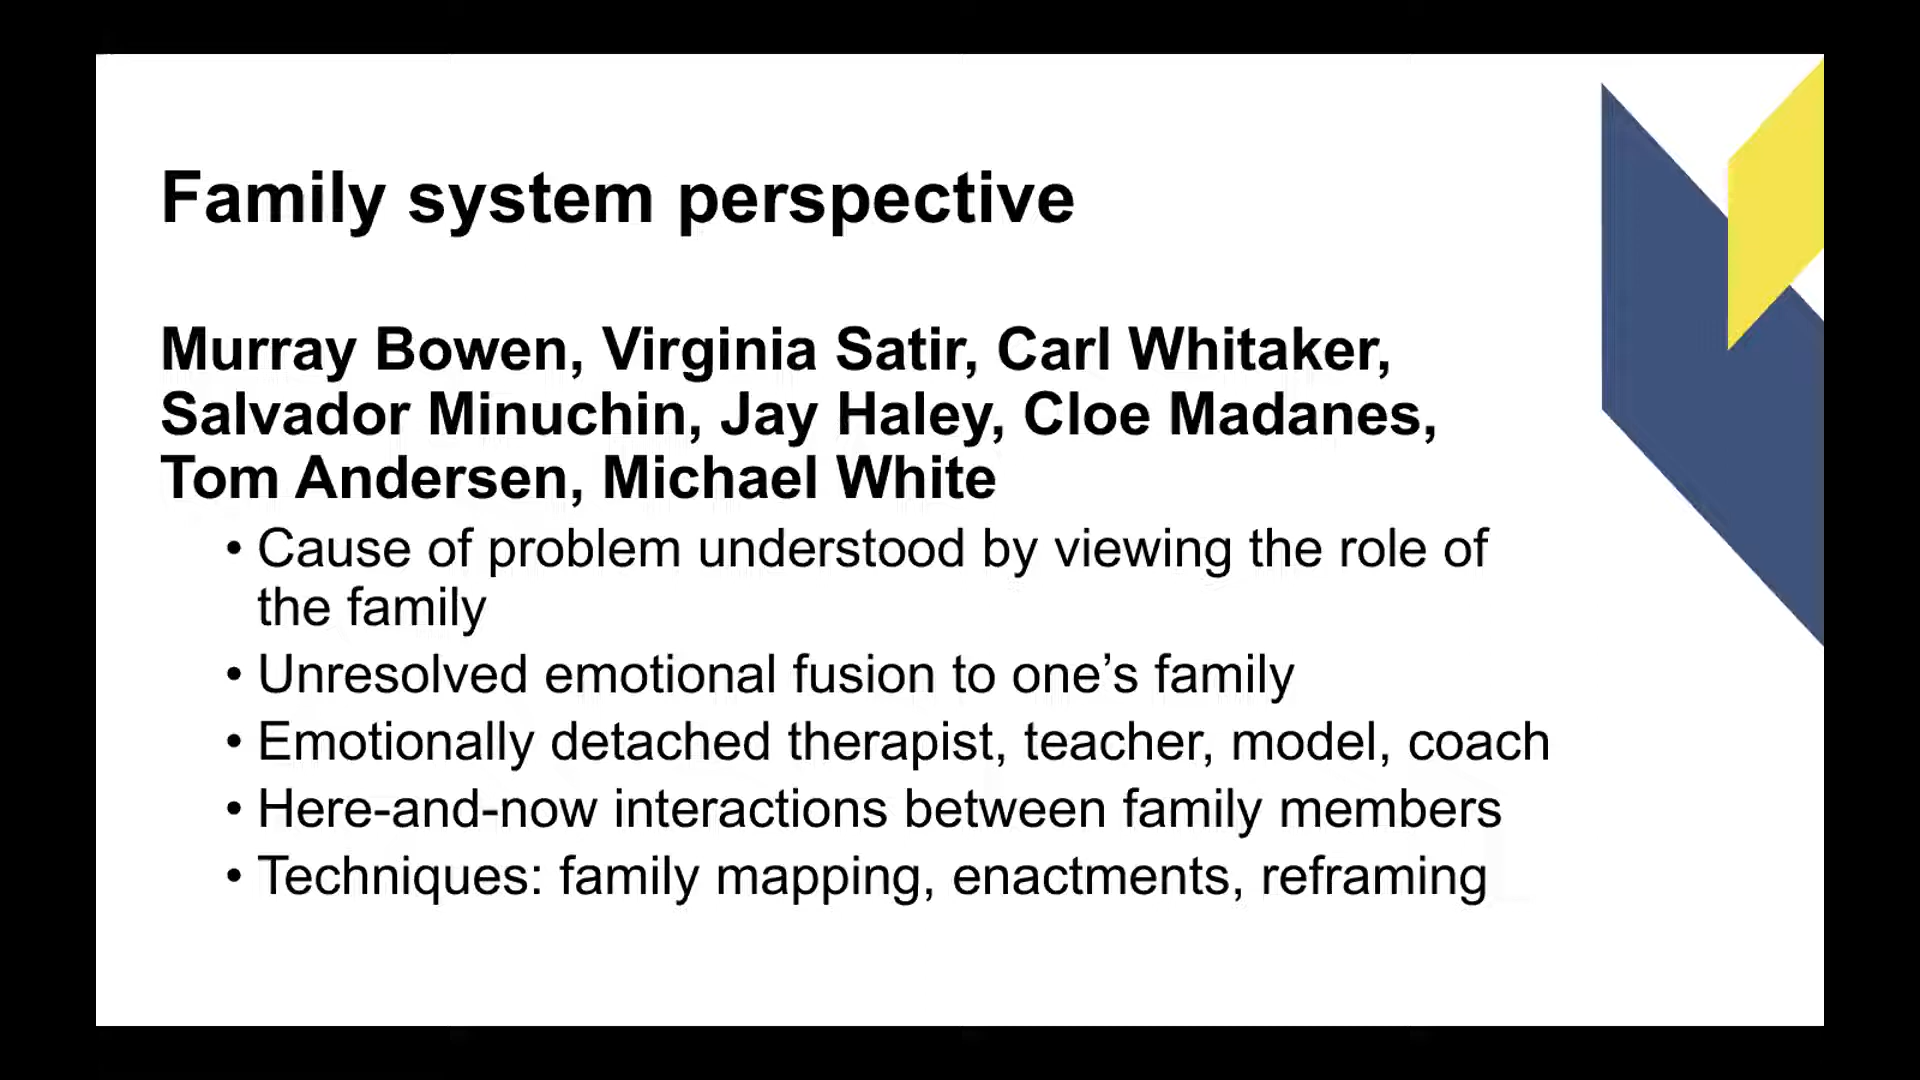 Family system perspective
Murray Bowen, Virginia Satir, Carl Whitaker,
Salvador Minuchin, Jay Haley, Cloe Madanes,
Tom Andersen, Michael White
• Cause of problem understood by viewing the role of
the family
• Unresolved emotional fusion to one’s family
• Emotionally detached therapist, teacher, model, coach
• Here-and-now interactions between family members
• Techniques: family mapping, enactments, reframing